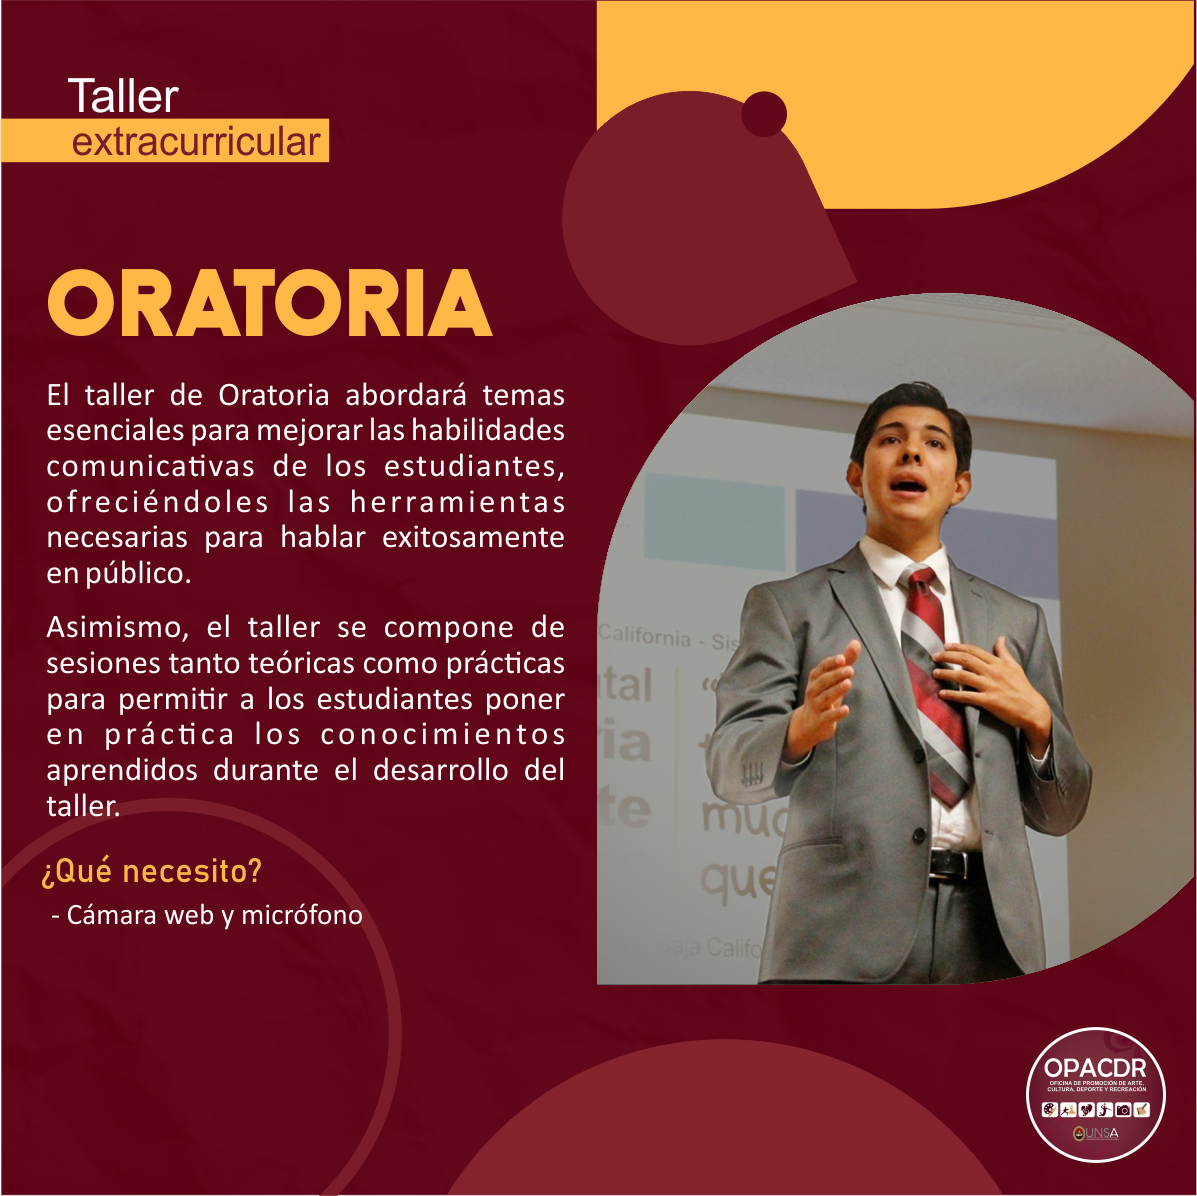 Taller
extracurricular
ORATORIA
El taller de Oratoria abordará temas
esenciales para mejorar las habilidades
comunicativas de los estudiantes,
ofreciéndoles las herramientas
necesarias para hablar exitosamente
en público.
Asimismo, el taller se compone de
sesiones tanto teóricas como prácticas
para permitir a los estudiantes poner
en práctica los conocimientos
aprendidos durante el desarrollo del
taller.
¿Qué necesito?
- Cámara web y micrófono
California - Sis
tal
ria
te
muc
que
Baja Califo
OPACDR
OFICINA DE PROMOCIÓN DE ARTE,
CULTURA, DEPORTE Y RECREACIÓN
UNSA